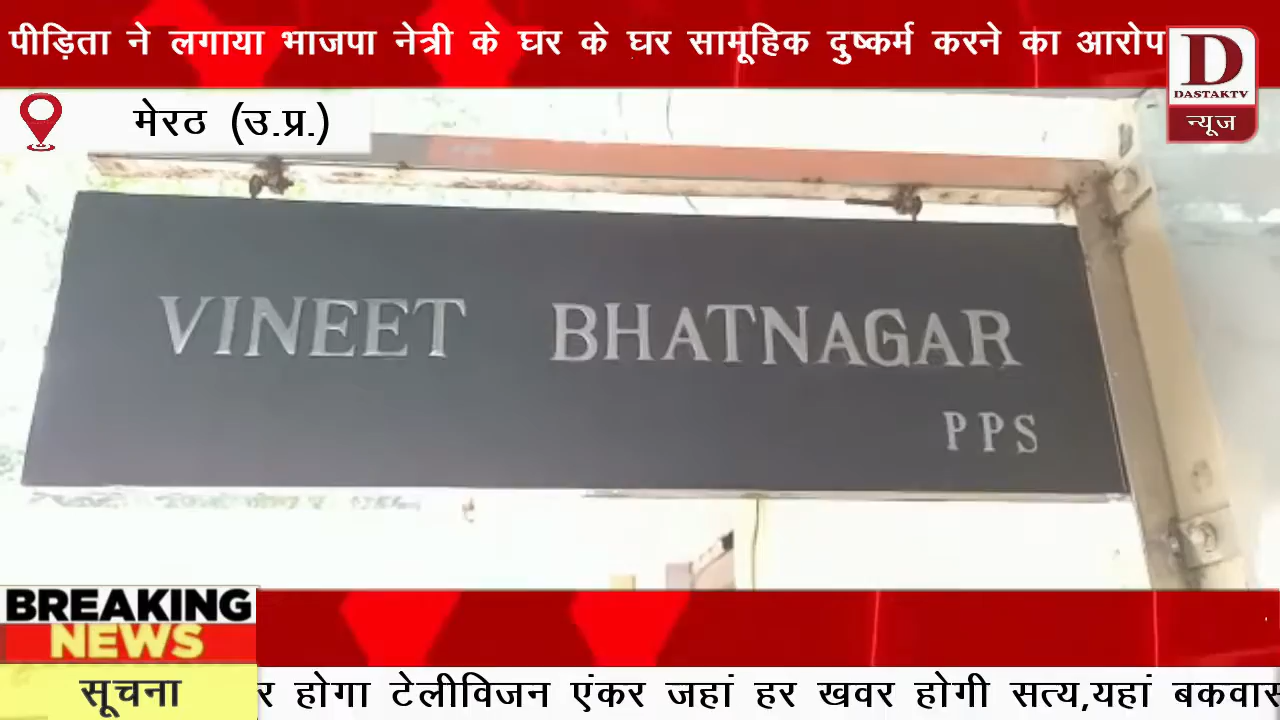 पीड़िता ने लगाया भाजपा नेत्री के घर के घर सामूहिक दुष्कर्म करने का आरोप
D
DASTAKTV
न्यूज
मेरठ (उ.प्र.)
VINEET BHATNAGAR
PPS
BREAKING
NEWS
सूचना
र होगा टेलीविजन एंकर जहां हर खवर होगी सत्य,यहां बकवास